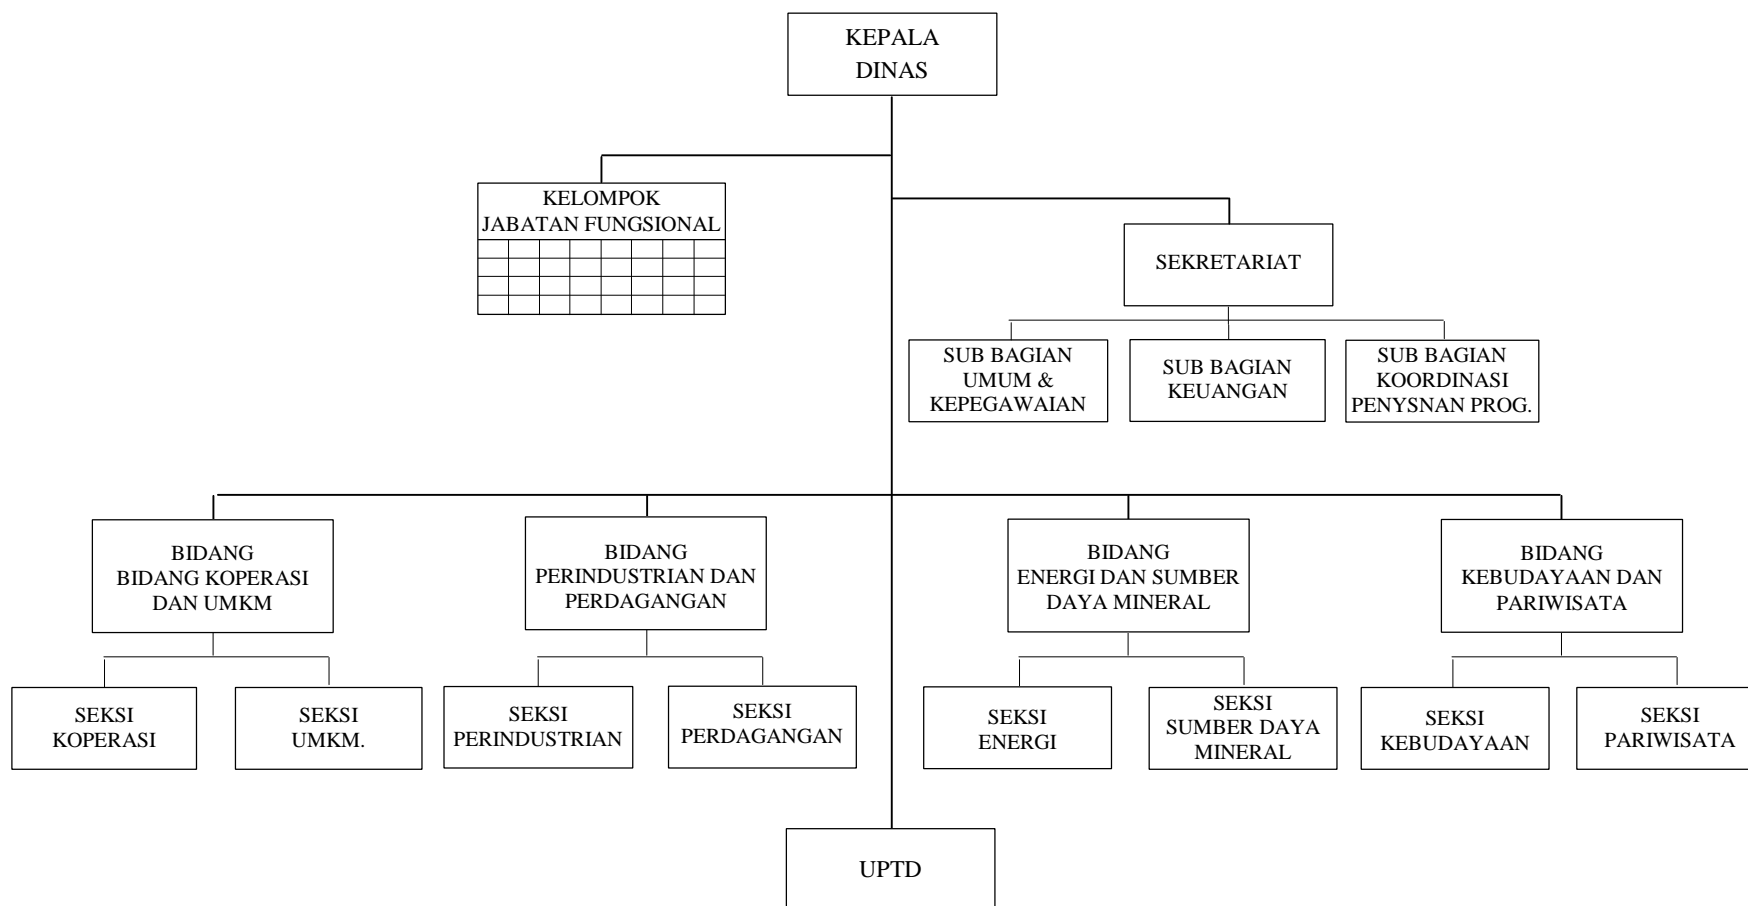 KEPALA
DINAS
KELOMPOK
JABATAN FUNGSIONAL
SEKRETARIAT
SUB BAGIAN
UMUM &
KEPEGAWAIAN
SUB BAGIAN
KEUANGAN
SUB BAGIAN
KOORDINASI
PENYSNAN PROG.
BIDANG
BIDANG KOPERASI
DAN UMKM
BIDANG
PERINDUSTRIAN DAN
PERDAGANGAN
BIDANG
ENERGI DAN SUMBER
DAYA MINERAL
BIDANG
KEBUDAYAAN DAN
PARIWISATA
SEKSI
KOPERASI
SEKSI
UMKM.
SEKSI
PERINDUSTRIAN
SEKSI
PERDAGANGAN
SEKSI
ENERGI
SEKSI
SUMBER DAYA
MINERAL
SEKSI
KEBUDAYAAN
SEKSI
PARIWISATA
UPTD